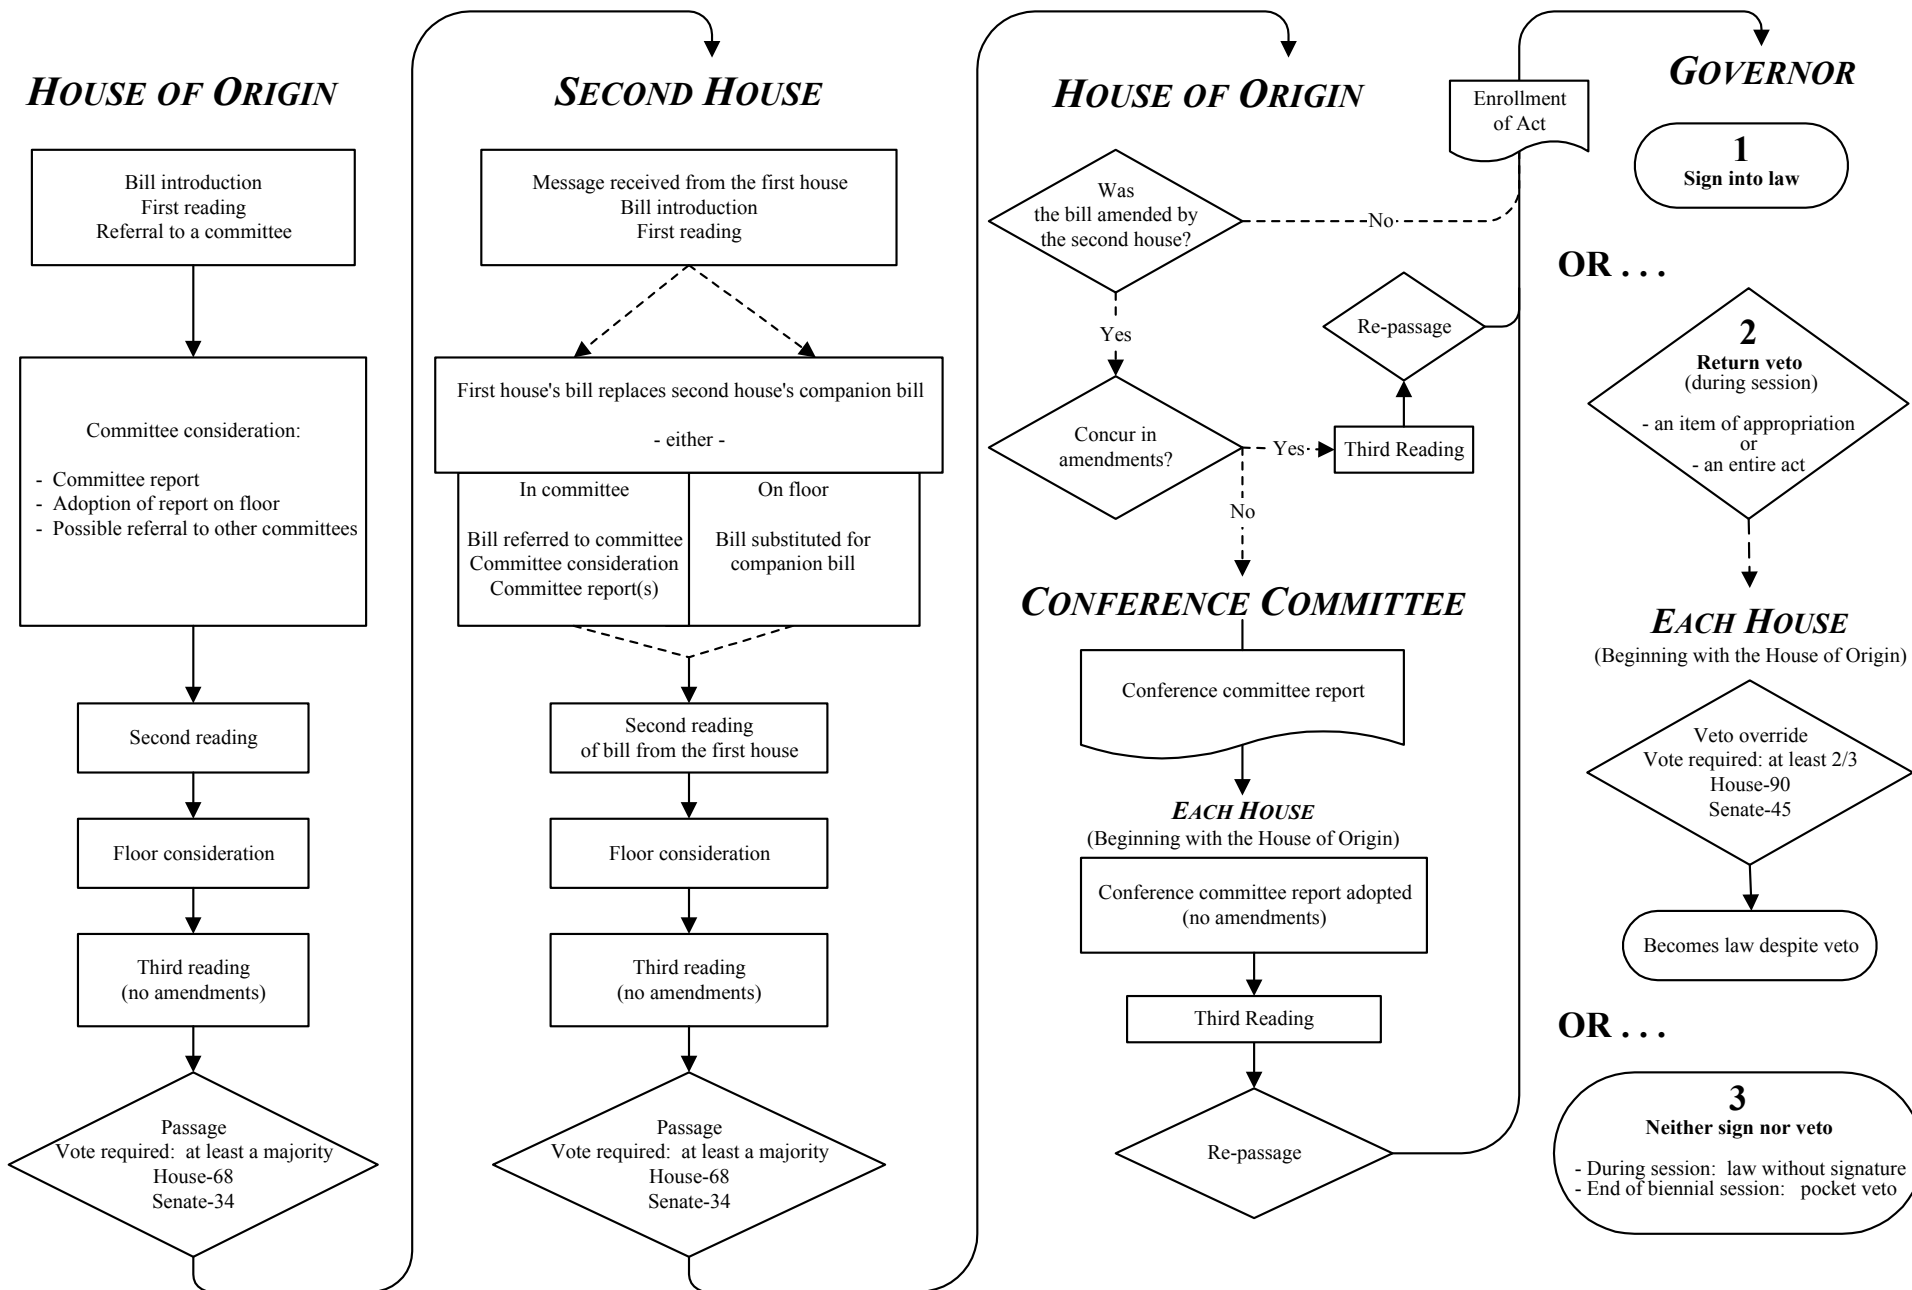 HOUSE OF ORIGIN
Bill introduction
First reading
Referral to a committee
Committee consideration:
- Committee report
- Adoption of report on floor
- Possible referral to other committees
Second reading
Floor consideration
Third reading
(no amendments)
Passage
Vote required: at least a majority
House-68
Senate-34
SECOND HOUSE
Message received from the first house
Bill introduction
First reading
First house's bill replaces second house's companion bill
- either -
In committee
Bill referred to committee
Committee consideration
Committee report(s)
On floor
Bill substituted for
companion bill
Second reading
of bill from the first house
Floor consideration
Third reading
(no amendments)
Passage
Vote required: at least a majority
House-68
Senate-34
HOUSE OF ORIGIN
Was
the bill amended by
the second house?
No
Yes
Concur in
amendments?
Yes
Third Reading
Re-passage
No
Enrollment
of Act
CONFERENCE COMMITTEE
Conference committee report
EACH HOUSE
(Beginning with the House of Origin)
Conference committee report adopted
(no amendments)
Third Reading
Re-passage
GOVERNOR
1
Sign into law
OR . . .
2
Return veto
(during session)
- an item of appropriation
or
- an entire act
EACH HOUSE
(Beginning with the House of Origin)
Veto override
Vote required: at least 2/3
House-90
Senate-45
Becomes law despite veto
OR . . .
3
Neither sign nor veto
- During session: law without signature
- End of biennial session: pocket veto